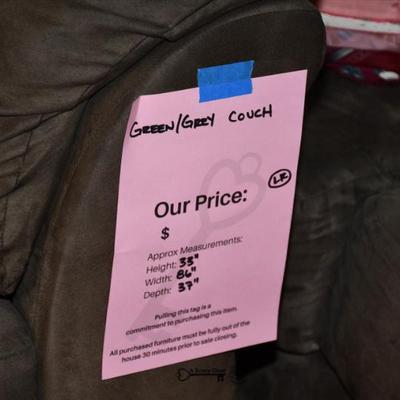 GREEN/GREY COUCH
LR
Our Price:
$
Approx Measurements:
Height: 35"
Width: 86"
Depth: 37"
Pulling this tag is a
commitment to purchasing this item.
All purchased furniture must be fully out of the
house 30 minutes prior to sale closing.